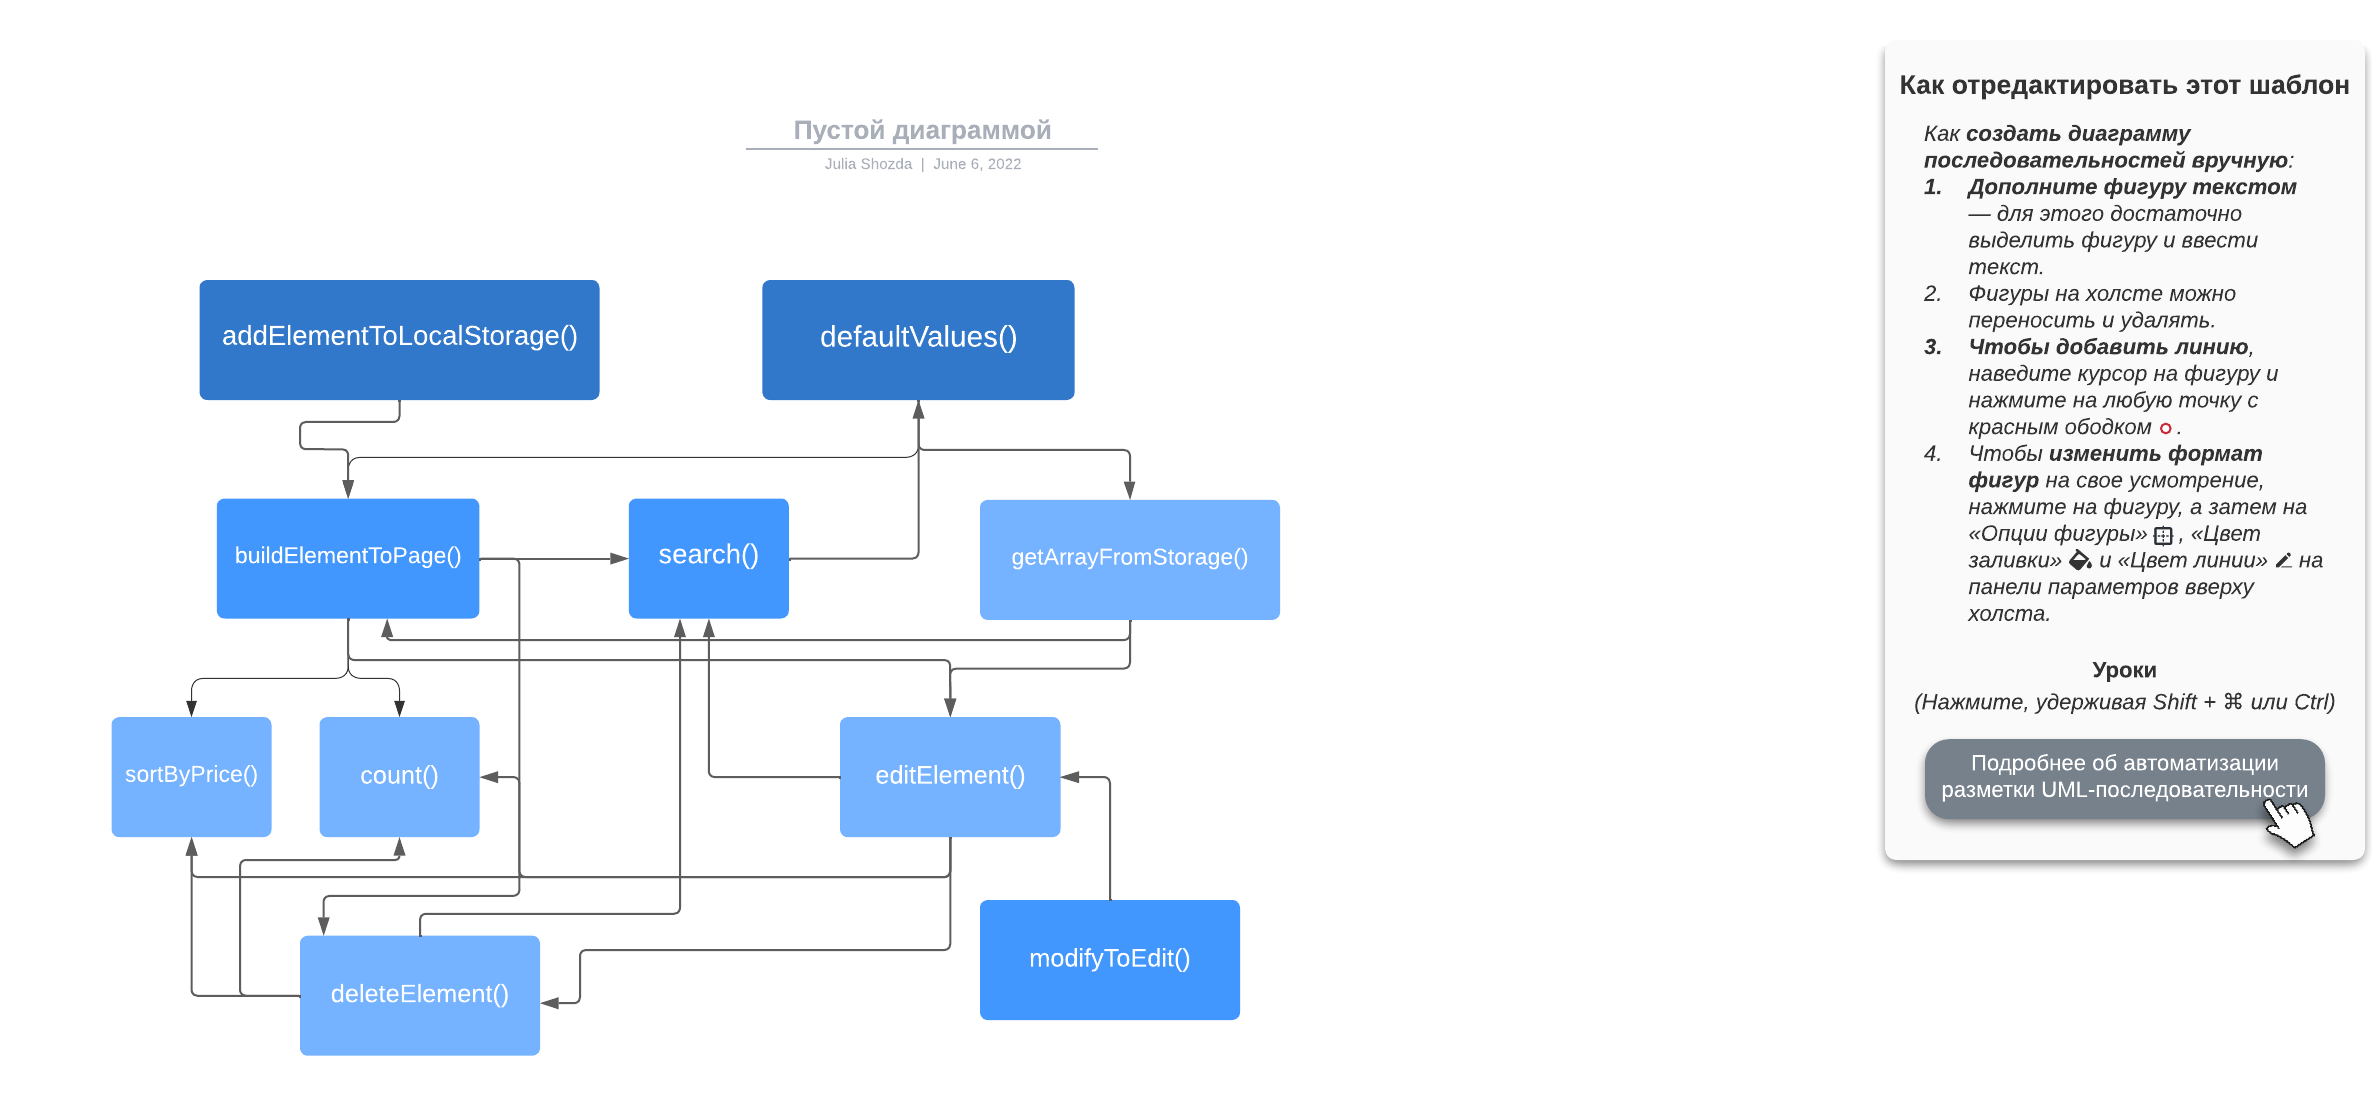 Пустой диаграммой
Julia Shozda | June 6, 2022
addElementToLocalStorage()
defaultValues()
buildElementToPage()
search()
getArrayFromStorage()
sortByPrice()
count()
editElement()
deleteElement()
modifyToEdit()
Как отредактировать этот шаблон
Как создать диаграмму
последовательностей вручную:
1. Дополните фигуру текстом
— для этого достаточно
выделить фигуру и ввести
текст.
2. Фигуры на холсте можно
переносить и удалять.
3. Чтобы добавить линию,
наведите курсор на фигуру и
нажмите на любую точку с
красным ободком .
4. Чтобы изменить формат
фигур на свое усмотрение,
нажмите на фигуру, а затем на
«Опции фигуры» , «Цвет
заливки» и «Цвет линии» на
панели параметров вверху
холста.
Уроки
(Нажмите, удерживая Shift + ⌘ или Ctrl)
Подробнее об автоматизации
разметки UML-последовательности